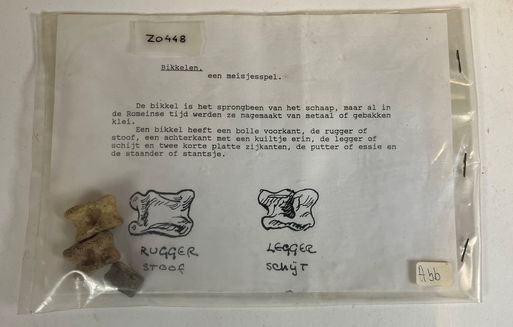 ZO448
Bikkelen.
een meisjesspel.
De bikkel is het sprongbeen van het schaap, maar al in
de Romeinse tijd werden ze nagemaakt van metaal of gebakken
klei.
Een bikkel heeft een bolle voorkant, de rugger of
stoof, een achterkant met een kuiltje erin, de legger of
schijt en twee korte platte zijkanten, de putter of essie en
de staander of stantsje.
RUGGER
STOOF
LEGGER
SCHIJT
Abb